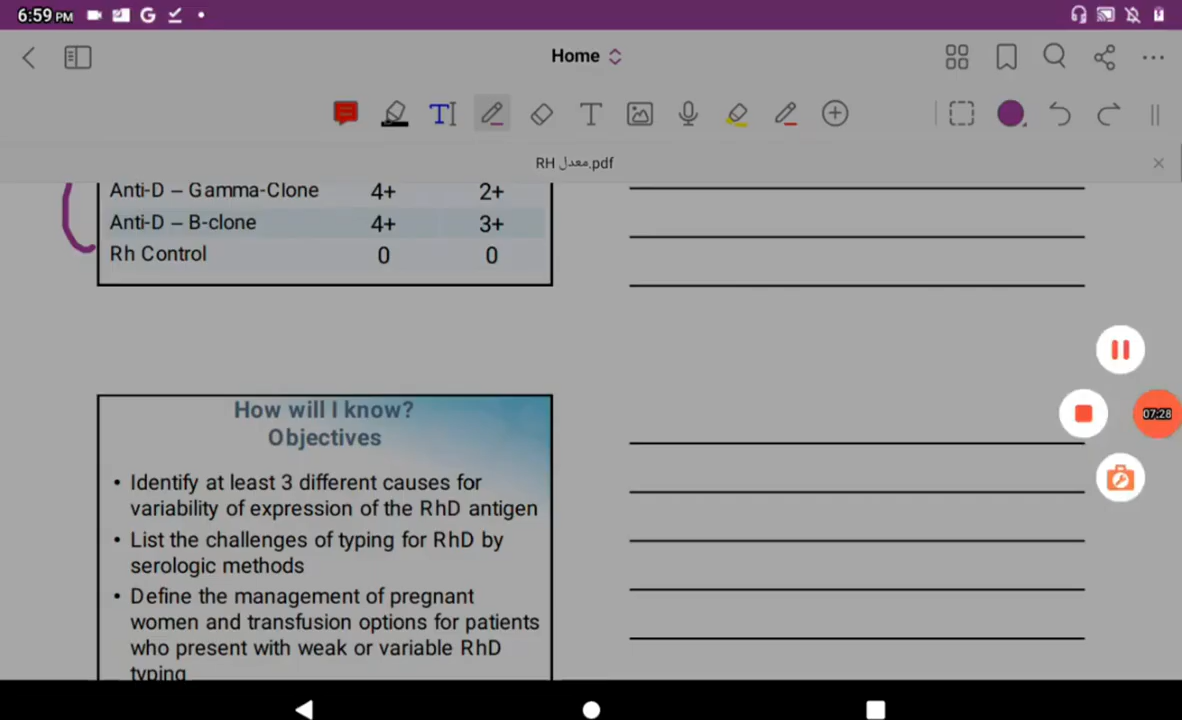 6:59 PM
Home
RH معدل.pdf
Anti-D – Gamma-Clone 4+ 2+
Anti-D – B-clone 4+ 3+
Rh Control 0 0
07:28
How will I know?
Objectives
• Identify at least 3 different causes for
variability of expression of the RhD antigen
• List the challenges of typing for RhD by
serologic methods
• Define the management of pregnant
women and transfusion options for patients
who present with weak or variable RhD
typing